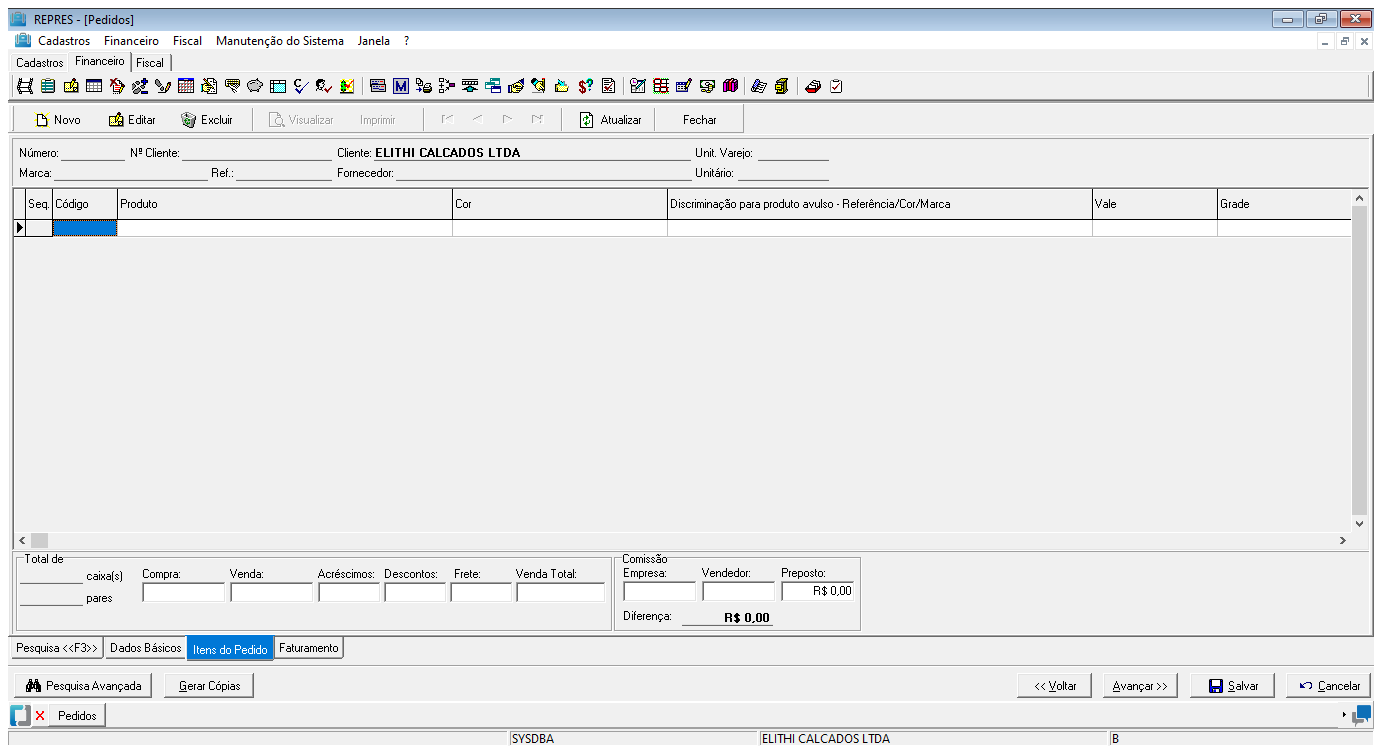 REPRES - [Pedidos]
Cadastros Financeiro Fiscal Manutenção do Sistema Janela ?
Cadastros Financeiro Fiscal
Novo Editar Excluir Visualizar Imprimir Atualizar Fechar
Número: Nº Cliente: Cliente: ELITHI CALCADOS LTDA Unit. Varejo:
Marca: Ref.: Fornecedor: Unitário:
Seq. Código Produto Cor Discriminação para produto avulso - Referência/Cor/Marca Vale Grade
Total de Comissão
caixa(s) Compra: Venda: Acréscimos: Descontos: Frete: Venda Total: Empresa: Vendedor: Preposto:
pares R$ 0,00
Diferença: R$ 0,00
Pesquisa <<F3>> Dados Básicos Itens do Pedido Faturamento
Pesquisa Avançada Gerar Cópias << Voltar Avançar >> Salvar Cancelar
Pedidos
SYSDBA ELITHI CALCADOS LTDA B